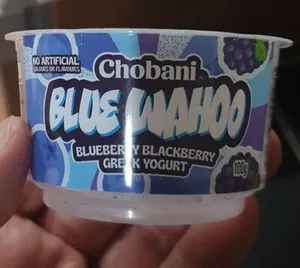 NO ARTIFICIAL
COLOURS OR FLAVOURS
Chobani
BLUE WAHOO
BLUEBERRY BLACKBERRY
GREEK YOGURT
100g